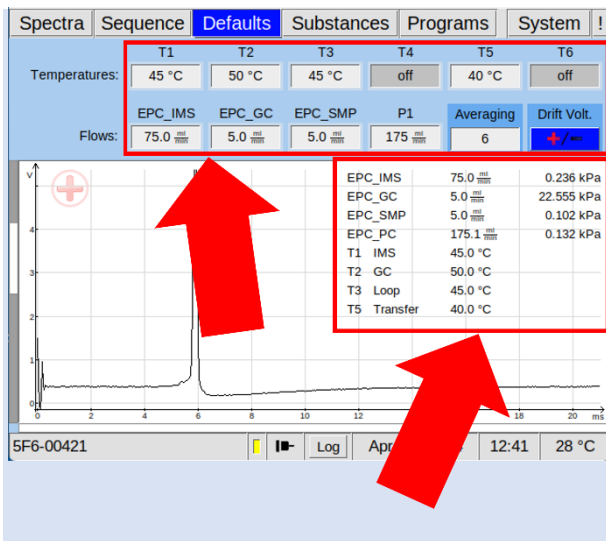 Spectra Sequence Defaults Substances Programs System !
T1 T2 T3 T4 T5 T6
Temperatures: 45 °C 50 °C 45 °C off 40 °C off
EPC_IMS EPC_GC EPC_SMP P1 Averaging Drift Volt.
Flows: 75.0 ml/min 5.0 ml/min 5.0 ml/min 175 ml/min 6 +/-
V
EPC_IMS 75.0 ml/min 0.236 kPa
EPC_GC 5.0 ml/min 22.555 kPa
EPC_SMP 5.0 ml/min 0.102 kPa
EPC_PC 175.1 ml/min 0.132 kPa
T1 IMS 45.0 °C
T2 GC 50.0 °C
T3 Loop 45.0 °C
T5 Transfer 40.0 °C
4
3
2
1
0
0 2 4 6 8 10 12 18 20 ms
5F6-00421 Log Apr 12:41 28 °C